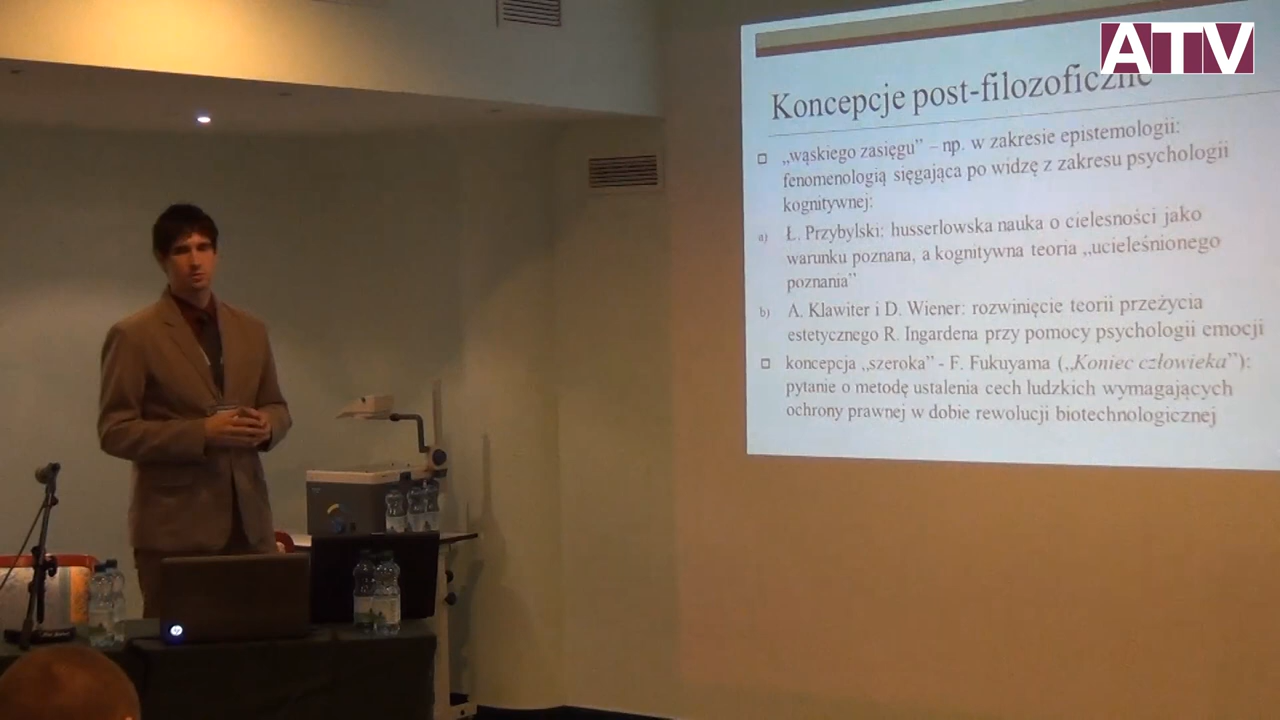 ATV
Koncepcje post-filozoficzne
„wąskiego zasięgu” – np. w zakresie epistemologii:
fenomenologią sięgająca po widzę z zakresu psychologii
kognitywnej:
a) Ł. Przybylski: husserlowska nauka o cielesności jako
warunku poznana, a kognitywna teoria „ucieleśnionego
poznania”
b) A. Klawiter i D. Wiener: rozwinięcie teorii przeżycia
estetycznego R. Ingardena przy pomocy psychologii emocji
koncepcja „szeroka” - F. Fukuyama („Koniec człowieka”):
pytanie o metodę ustalenia cech ludzkich wymagających
ochrony prawnej w dobie rewolucji biotechnologicznej
hp